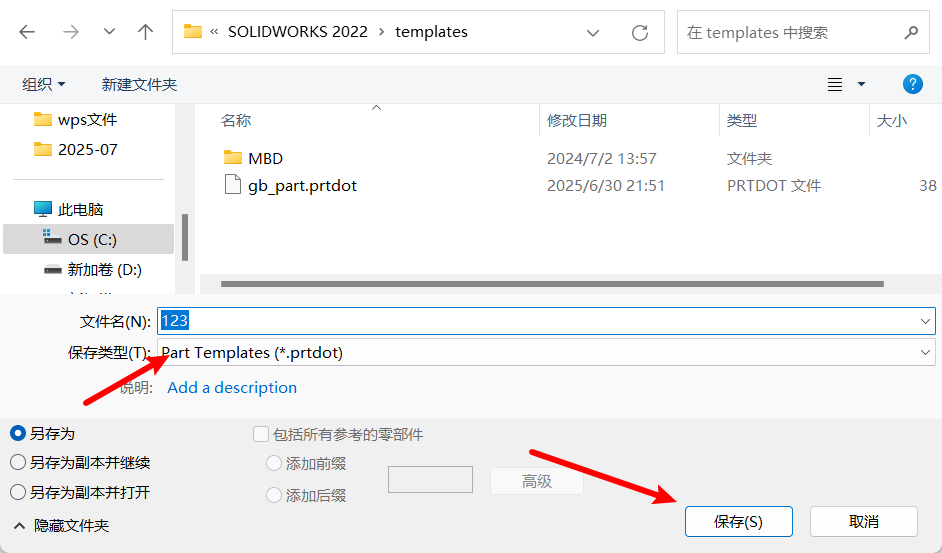 « SOLIDWORKS 2022 › templates
在 templates 中搜索
组织
新建文件夹
?
wps文件
2025-07
此电脑
OS (C:)
新加卷 (D:)
名称 修改日期 类型 大小
MBD 2024/7/2 13:57 文件夹
gb_part.prtdot 2025/6/30 21:51 PRTDOT 文件 38
文件名(N): 123
保存类型(T): Part Templates (*.prtdot)
说明: Add a description
另存为
另存为副本并继续
另存为副本并打开
包括所有参考的零部件
添加前缀
添加后缀
高级
隐藏文件夹
保存(S)
取消